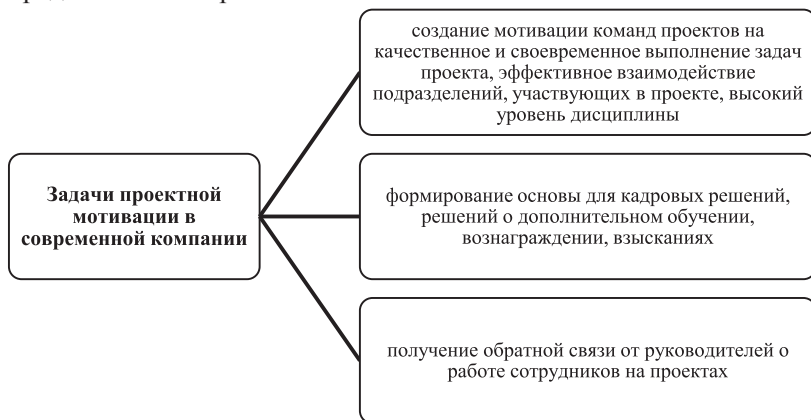 Задачи проектной
мотивации в
современной компании
создание мотивации команд проектов на
качественное и своевременное выполнение задач
проекта, эффективное взаимодействие
подразделений, участвующих в проекте, высокий
уровень дисциплины
формирование основы для кадровых решений,
решений о дополнительном обучении,
вознаграждении, взысканиях
получение обратной связи от руководителей о
работе сотрудников на проектах